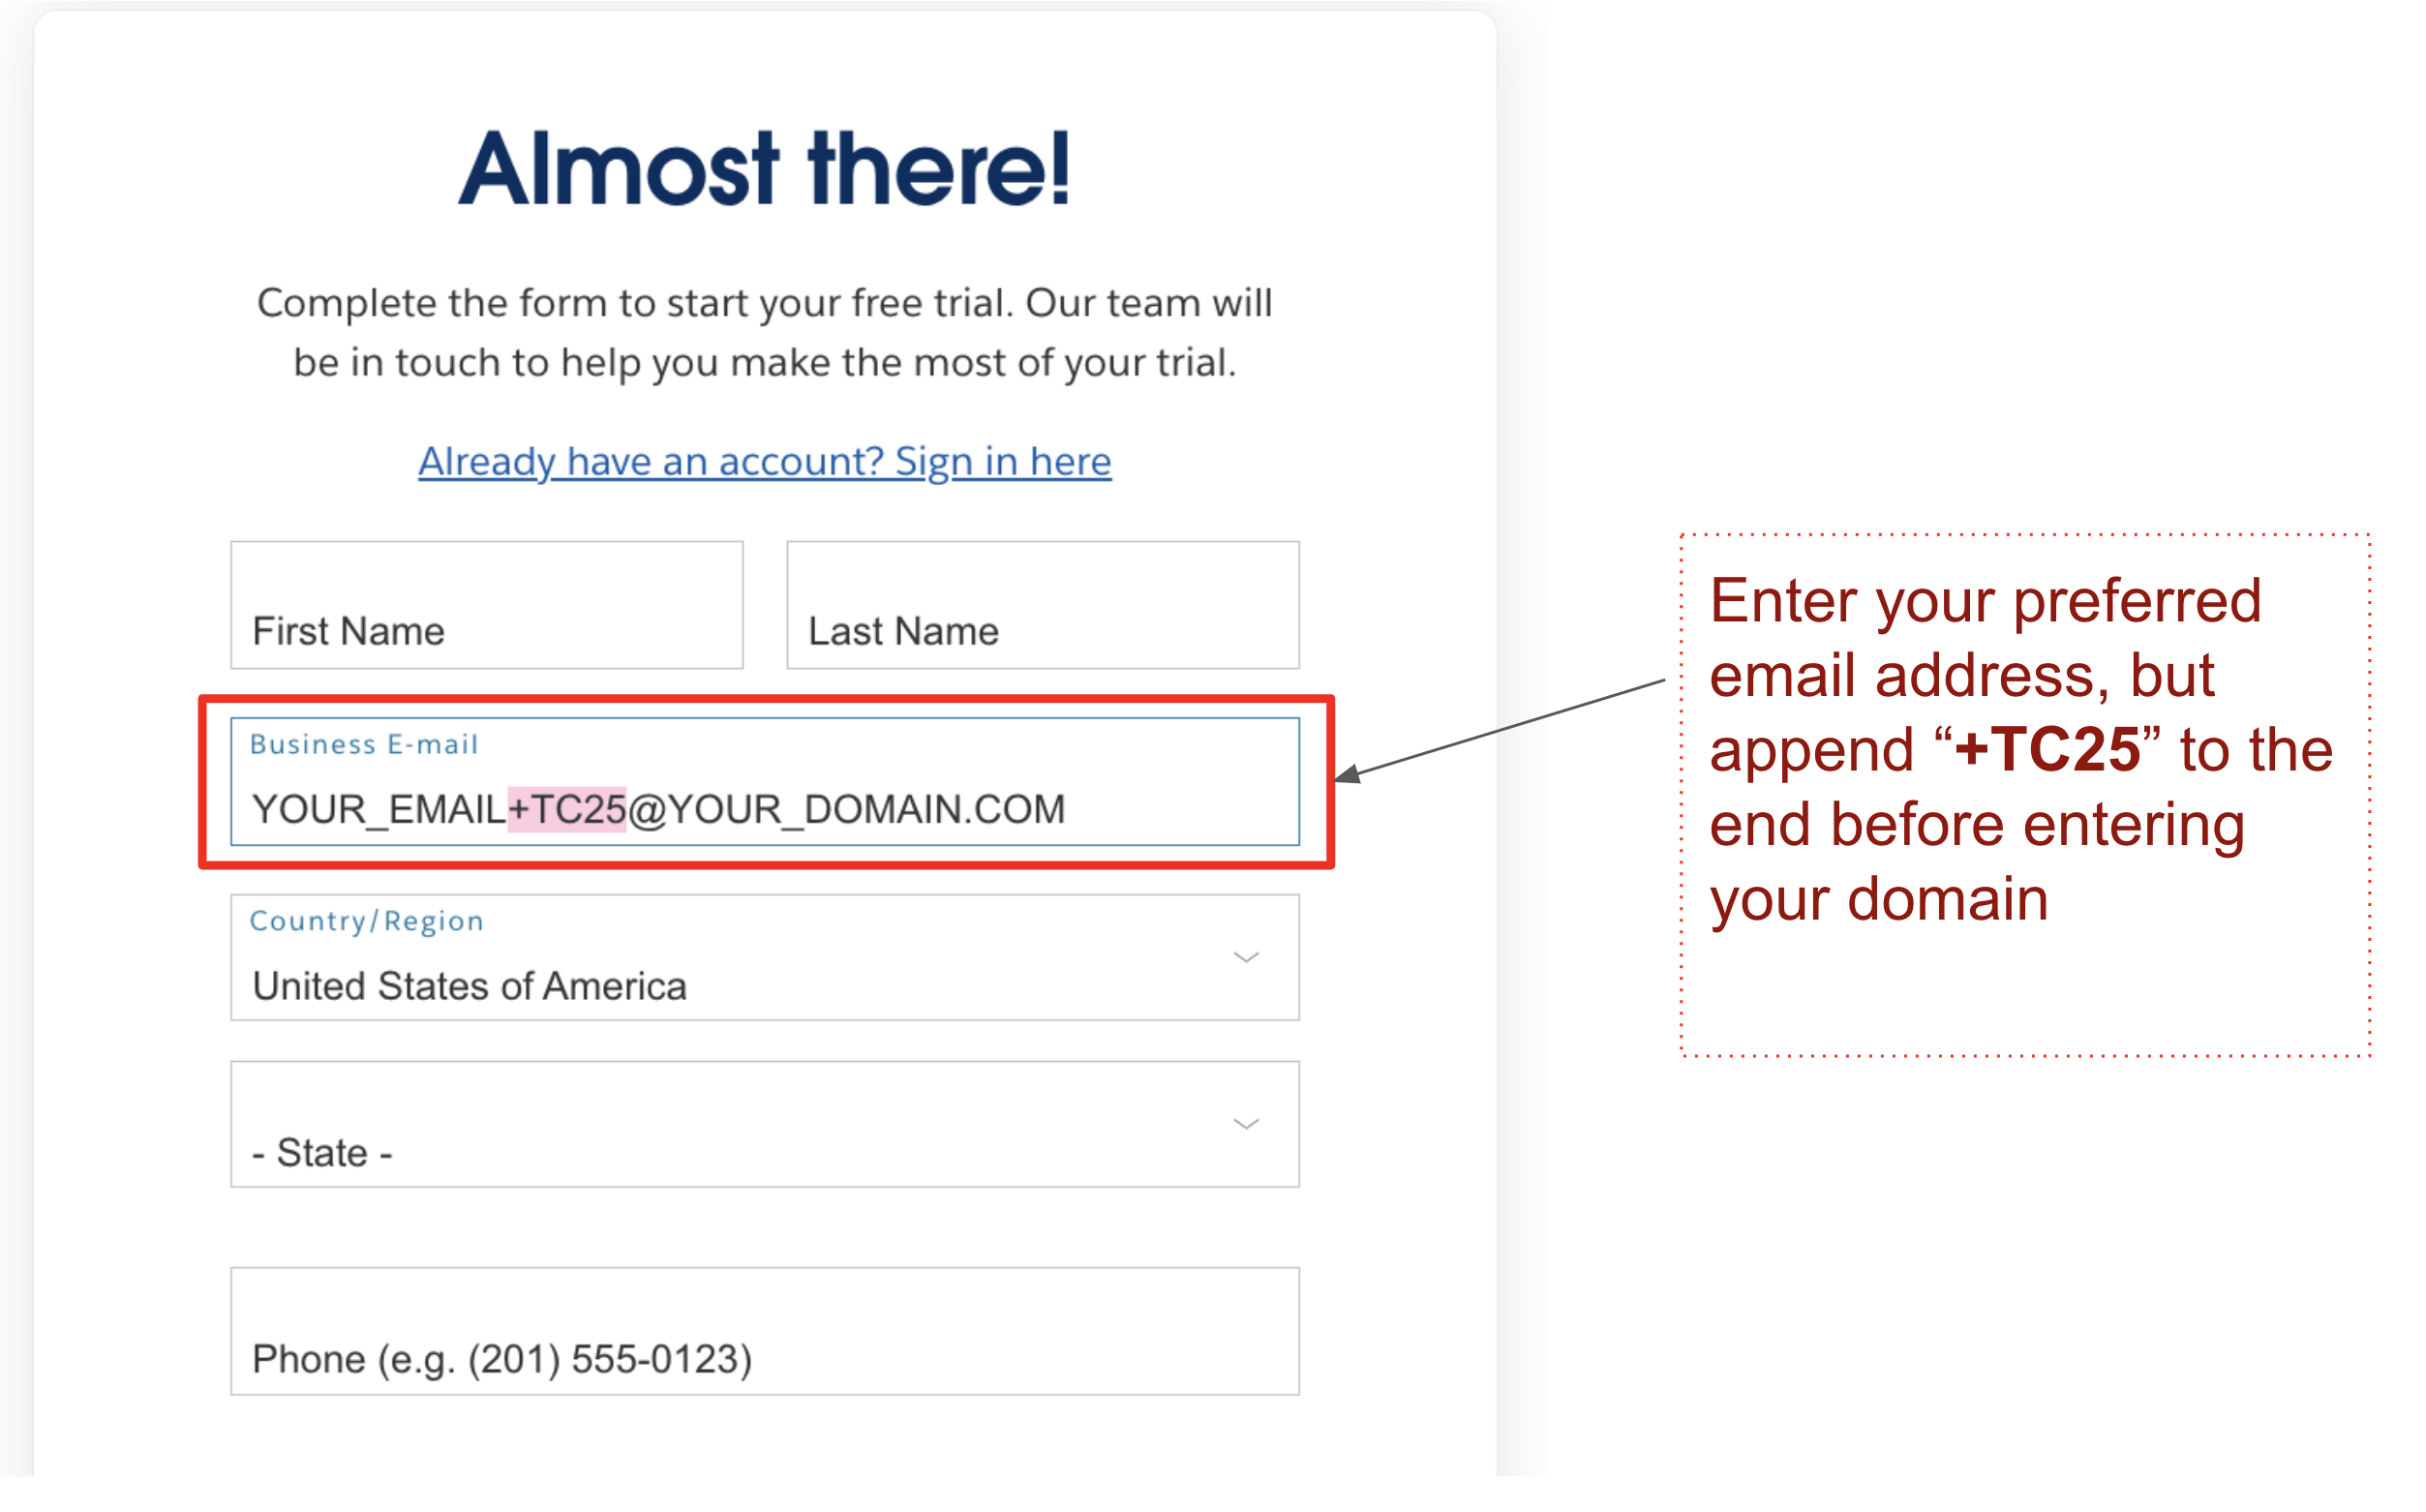 Almost there!
Complete the form to start your free trial. Our team will
be in touch to help you make the most of your trial.
Already have an account? Sign in here
First Name
Last Name
Business E-mail
YOUR_EMAIL+TC25@YOUR_DOMAIN.COM
Country/Region
United States of America
- State -
Phone (e.g. (201) 555-0123)
Enter your preferred
email address, but
append “+TC25” to the
end before entering
your domain